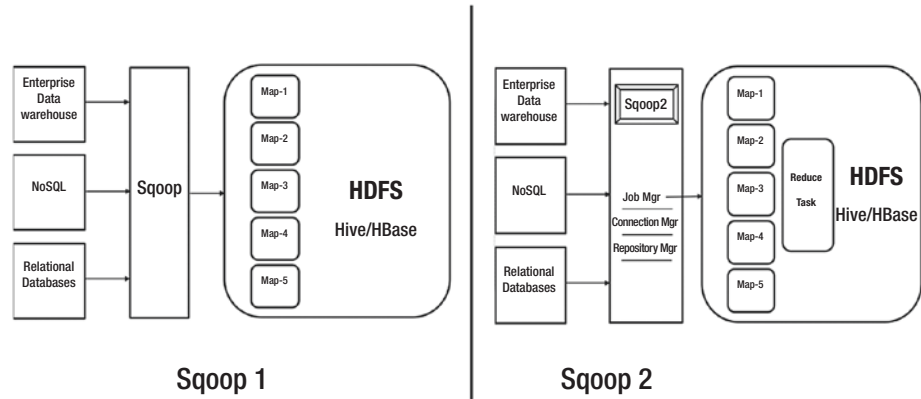 Enterprise
Data
warehouse
NoSQL
Relational
Databases
Sqoop
Map-1
Map-2
Map-3
Map-4
Map-5
HDFS
Hive/HBase
Sqoop 1
Enterprise
Data
warehouse
NoSQL
Relational
Databases
Sqoop2
Job Mgr
Connection Mgr
Repository Mgr
Map-1
Map-2
Map-3
Map-4
Map-5
Reduce
Task
HDFS
Hive/HBase
Sqoop 2